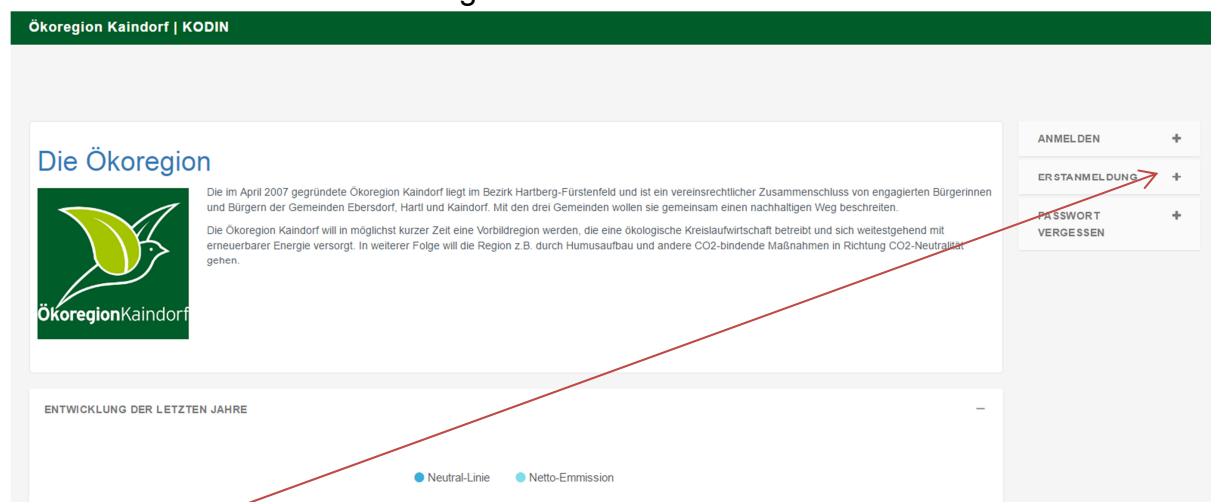 Ökoregion Kaindorf | KODIN
Die Ökoregion
ÖkoregionKaindorf
Die im April 2007 gegründete Ökoregion Kaindorf liegt im Bezirk Hartberg-Fürstenfeld und ist ein vereinsrechtlicher Zusammenschluss von engagierten Bürgerinnen
und Bürgern der Gemeinden Ebersdorf, Hartl und Kaindorf. Mit den drei Gemeinden wollen sie gemeinsam einen nachhaltigen Weg beschreiten.
Die Ökoregion Kaindorf will in möglichst kurzer Zeit eine Vorbildregion werden, die eine ökologische Kreislaufwirtschaft betreibt und sich weitestgehend mit
erneuerbarer Energie versorgt. In weiterer Folge will die Region z.B. durch Humusaufbau und andere CO2-bindende Maßnahmen in Richtung CO2-Neutralität
gehen.
ANMELDEN +
ERSTANMELDUNG +
PASSWORT +
VERGESSEN
ENTWICKLUNG DER LETZTEN JAHRE −
Neutral-Linie Netto-Emmission